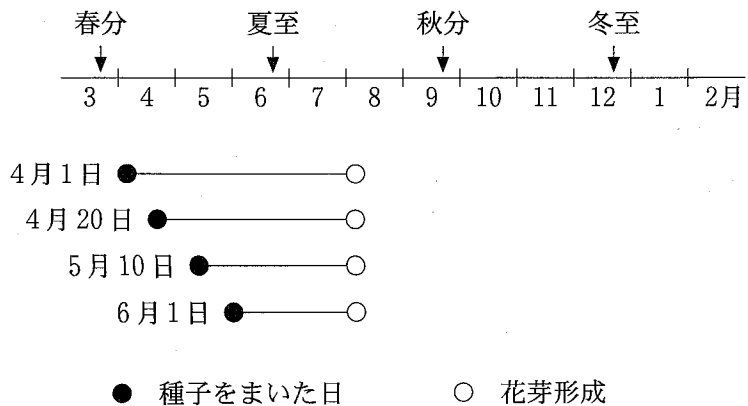 春分 夏至 秋分 冬至
3 4 5 6 7 8 9 10 11 12 1 2月
4月1日
4月20日
5月10日
6月1日
● 種子をまいた日 ○ 花芽形成